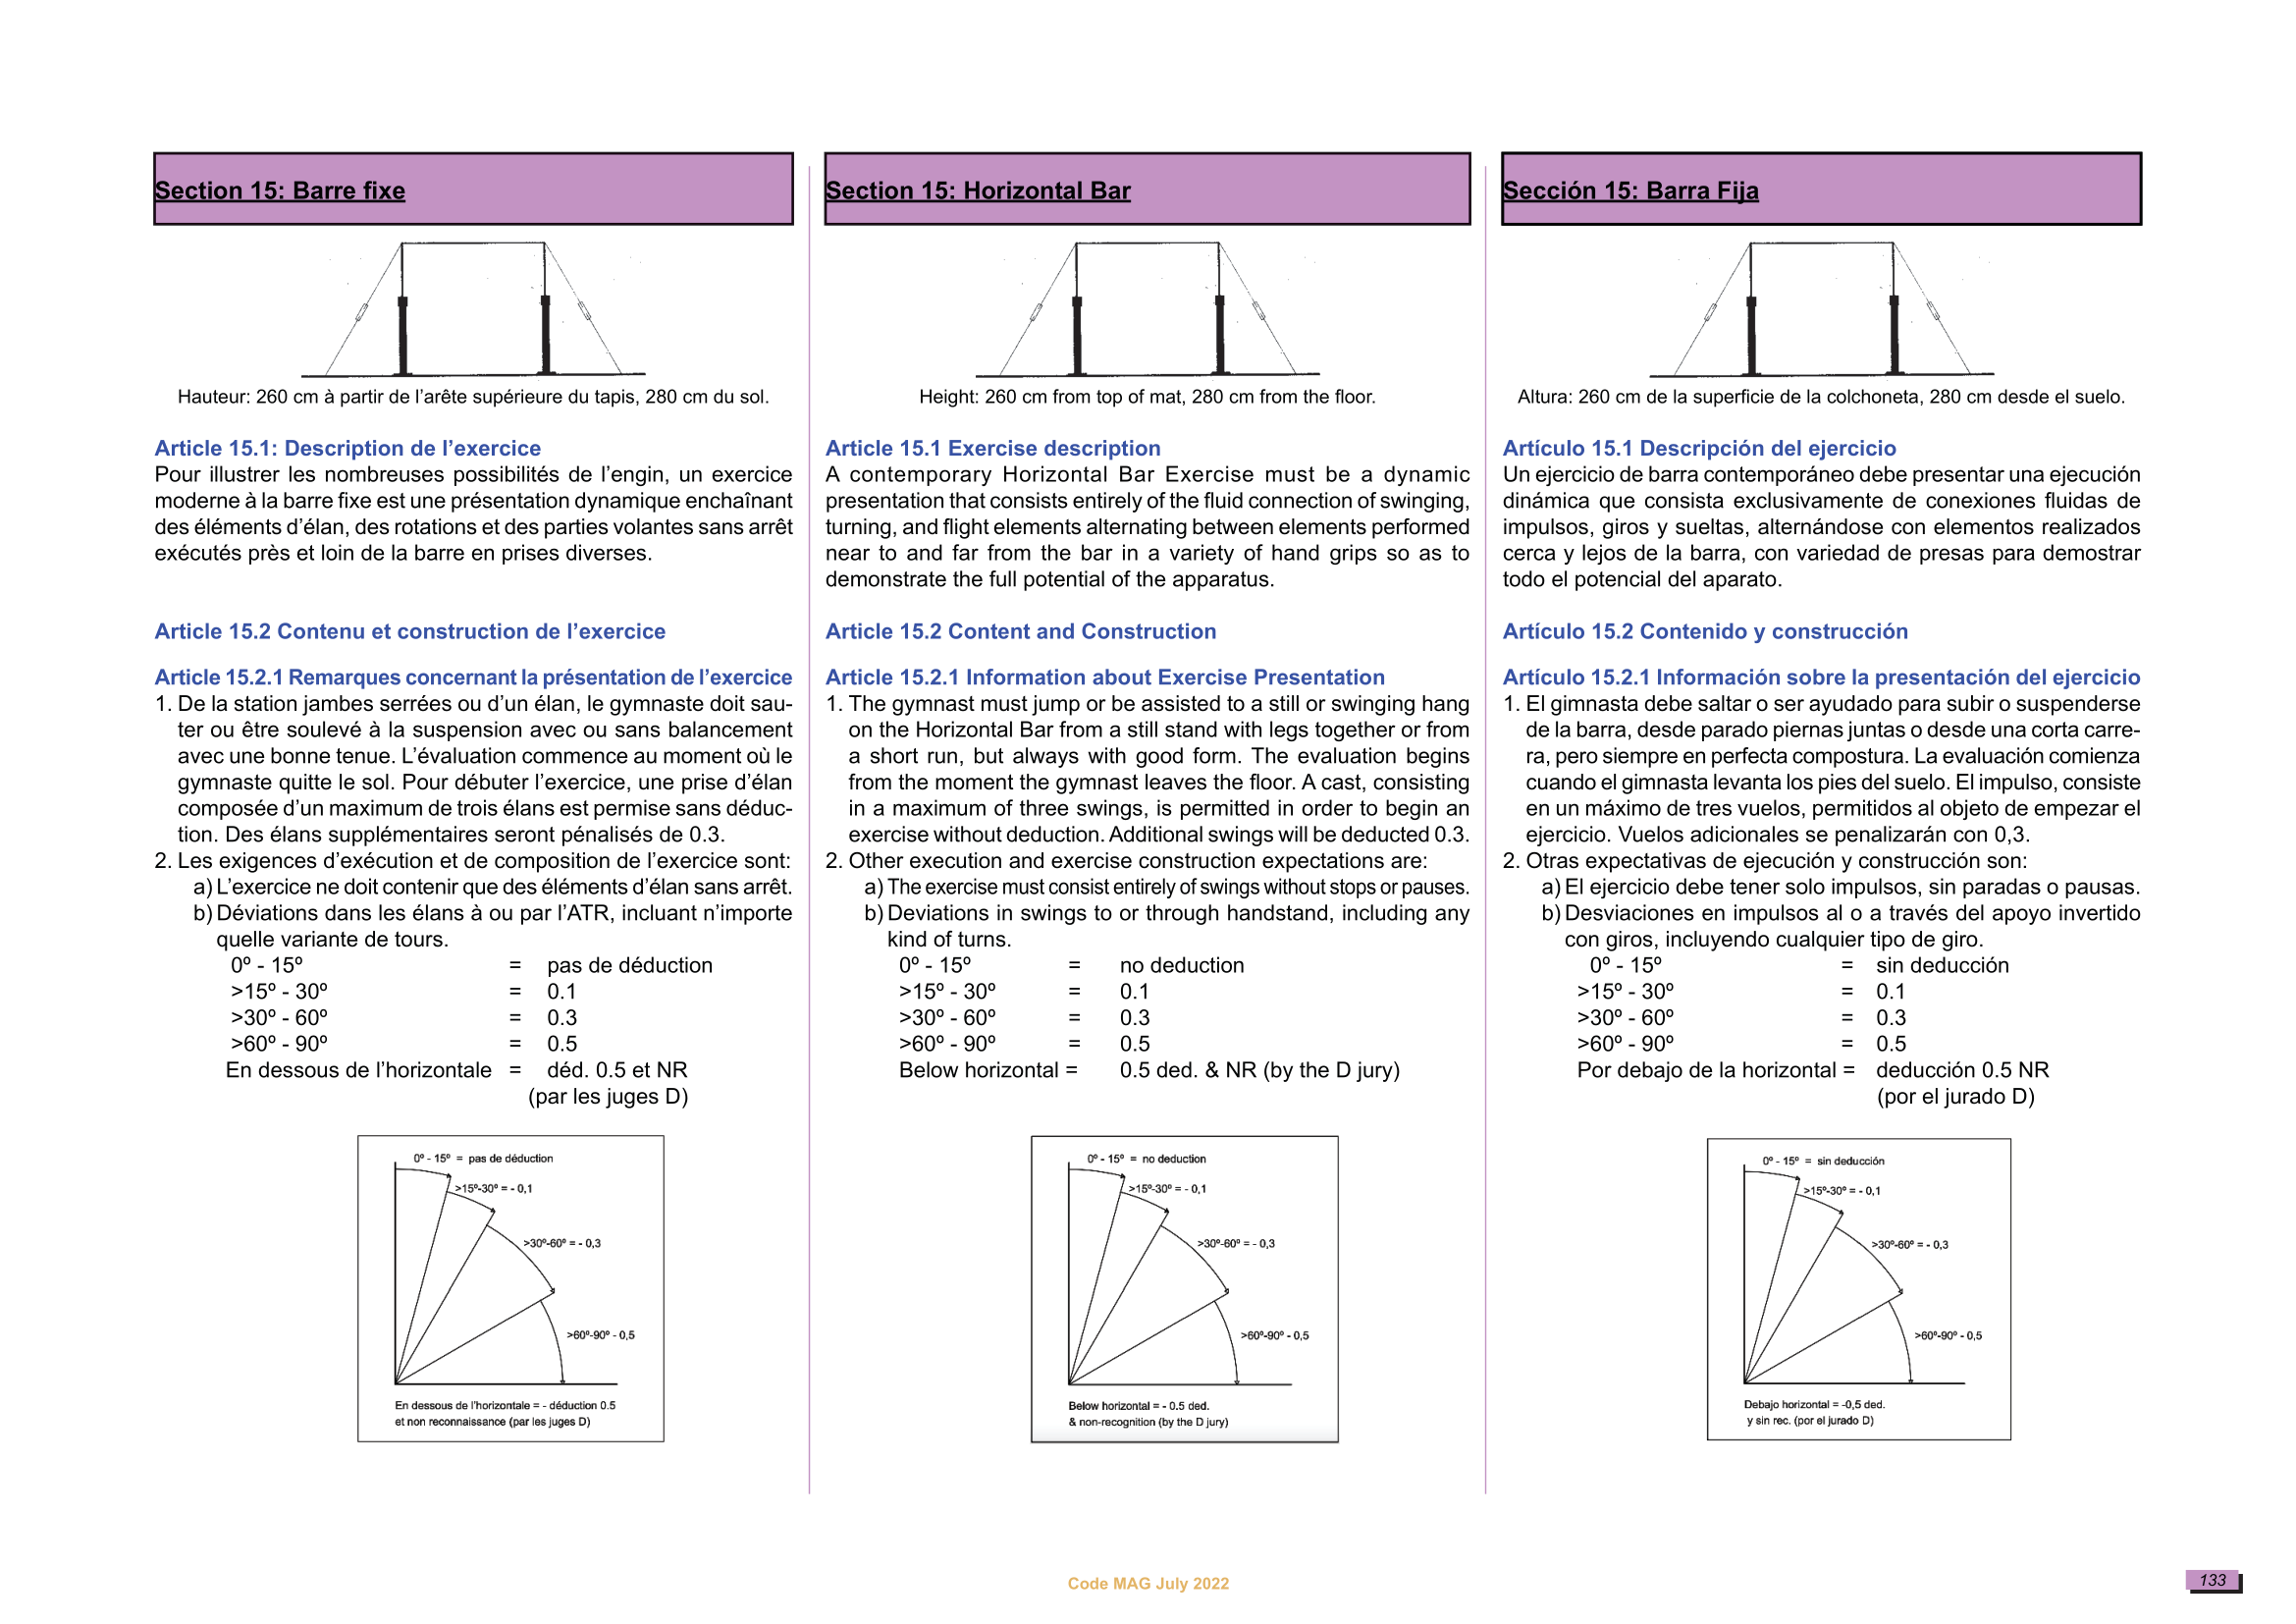 Section 15: Barre fixe
Hauteur: 260 cm à partir de l’arête supérieure du tapis, 280 cm du sol.
Article 15.1: Description de l’exercice
Pour illustrer les nombreuses possibilités de l’engin, un exercice
moderne à la barre fixe est une présentation dynamique enchaînant
des éléments d’élan, des rotations et des parties volantes sans arrêt
exécutés près et loin de la barre en prises diverses.
Article 15.2 Contenu et construction de l’exercice
Article 15.2.1 Remarques concernant la présentation de l’exercice
1. De la station jambes serrées ou d’un élan, le gymnaste doit sau-
ter ou être soulevé à la suspension avec ou sans balancement
avec une bonne tenue. L’évaluation commence au moment où le
gymnaste quitte le sol. Pour débuter l’exercice, une prise d’élan
composée d’un maximum de trois élans est permise sans déduc-
tion. Des élans supplémentaires seront pénalisés de 0.3.
2. Les exigences d’exécution et de composition de l’exercice sont:
a) L’exercice ne doit contenir que des éléments d’élan sans arrêt.
b) Déviations dans les élans à ou par l’ATR, incluant n’importe
quelle variante de tours.
0º - 15º = pas de déduction
>15º - 30º = 0.1
>30º - 60º = 0.3
>60º - 90º = 0.5
En dessous de l’horizontale = déd. 0.5 et NR
(par les juges D)
0º - 15º = pas de déduction
>15º-30º = - 0,1
>30º-60º = - 0,3
>60º-90º - 0,5
En dessous de l’horizontale = - déduction 0.5
et non reconnaissance (par les juges D)
Section 15: Horizontal Bar
Height: 260 cm from top of mat, 280 cm from the floor.
Article 15.1 Exercise description
A contemporary Horizontal Bar Exercise must be a dynamic
presentation that consists entirely of the fluid connection of swinging,
turning, and flight elements alternating between elements performed
near to and far from the bar in a variety of hand grips so as to
demonstrate the full potential of the apparatus.
Article 15.2 Content and Construction
Article 15.2.1 Information about Exercise Presentation
1. The gymnast must jump or be assisted to a still or swinging hang
on the Horizontal Bar from a still stand with legs together or from
a short run, but always with good form. The evaluation begins
from the moment the gymnast leaves the floor. A cast, consisting
in a maximum of three swings, is permitted in order to begin an
exercise without deduction. Additional swings will be deducted 0.3.
2. Other execution and exercise construction expectations are:
a) The exercise must consist entirely of swings without stops or pauses.
b) Deviations in swings to or through handstand, including any
kind of turns.
0º - 15º = no deduction
>15º - 30º = 0.1
>30º - 60º = 0.3
>60º - 90º = 0.5
Below horizontal = 0.5 ded. & NR (by the D jury)
0º - 15º = no deduction
>15º-30º = - 0,1
>30º-60º = - 0,3
>60º-90º - 0,5
Below horizontal = - 0.5 ded.
& non-recognition (by the D jury)
Sección 15: Barra Fija
Altura: 260 cm de la superficie de la colchoneta, 280 cm desde el suelo.
Artículo 15.1 Descripción del ejercicio
Un ejercicio de barra contemporáneo debe presentar una ejecución
dinámica que consista exclusivamente de conexiones fluidas de
impulsos, giros y sueltas, alternándose con elementos realizados
cerca y lejos de la barra, con variedad de presas para demostrar
todo el potencial del aparato.
Artículo 15.2 Contenido y construcción
Artículo 15.2.1 Información sobre la presentación del ejercicio
1. El gimnasta debe saltar o ser ayudado para subir o suspenderse
de la barra, desde parado piernas juntas o desde una corta carre-
ra, pero siempre en perfecta compostura. La evaluación comienza
cuando el gimnasta levanta los pies del suelo. El impulso, consiste
en un máximo de tres vuelos, permitidos al objeto de empezar el
ejercicio. Vuelos adicionales se penalizarán con 0,3.
2. Otras expectativas de ejecución y construcción son:
a) El ejercicio debe tener solo impulsos, sin paradas o pausas.
b) Desviaciones en impulsos al o a través del apoyo invertido
con giros, incluyendo cualquier tipo de giro.
0º - 15º = sin deducción
>15º - 30º = 0.1
>30º - 60º = 0.3
>60º - 90º = 0.5
Por debajo de la horizontal = deducción 0.5 NR
(por el jurado D)
0º - 15º = sin deducción
>15º-30º = - 0,1
>30º-60º = - 0,3
>60º-90º - 0,5
Debajo horizontal = -0,5 ded.
y sin rec. (por el jurado D)
Code MAG July 2022
133